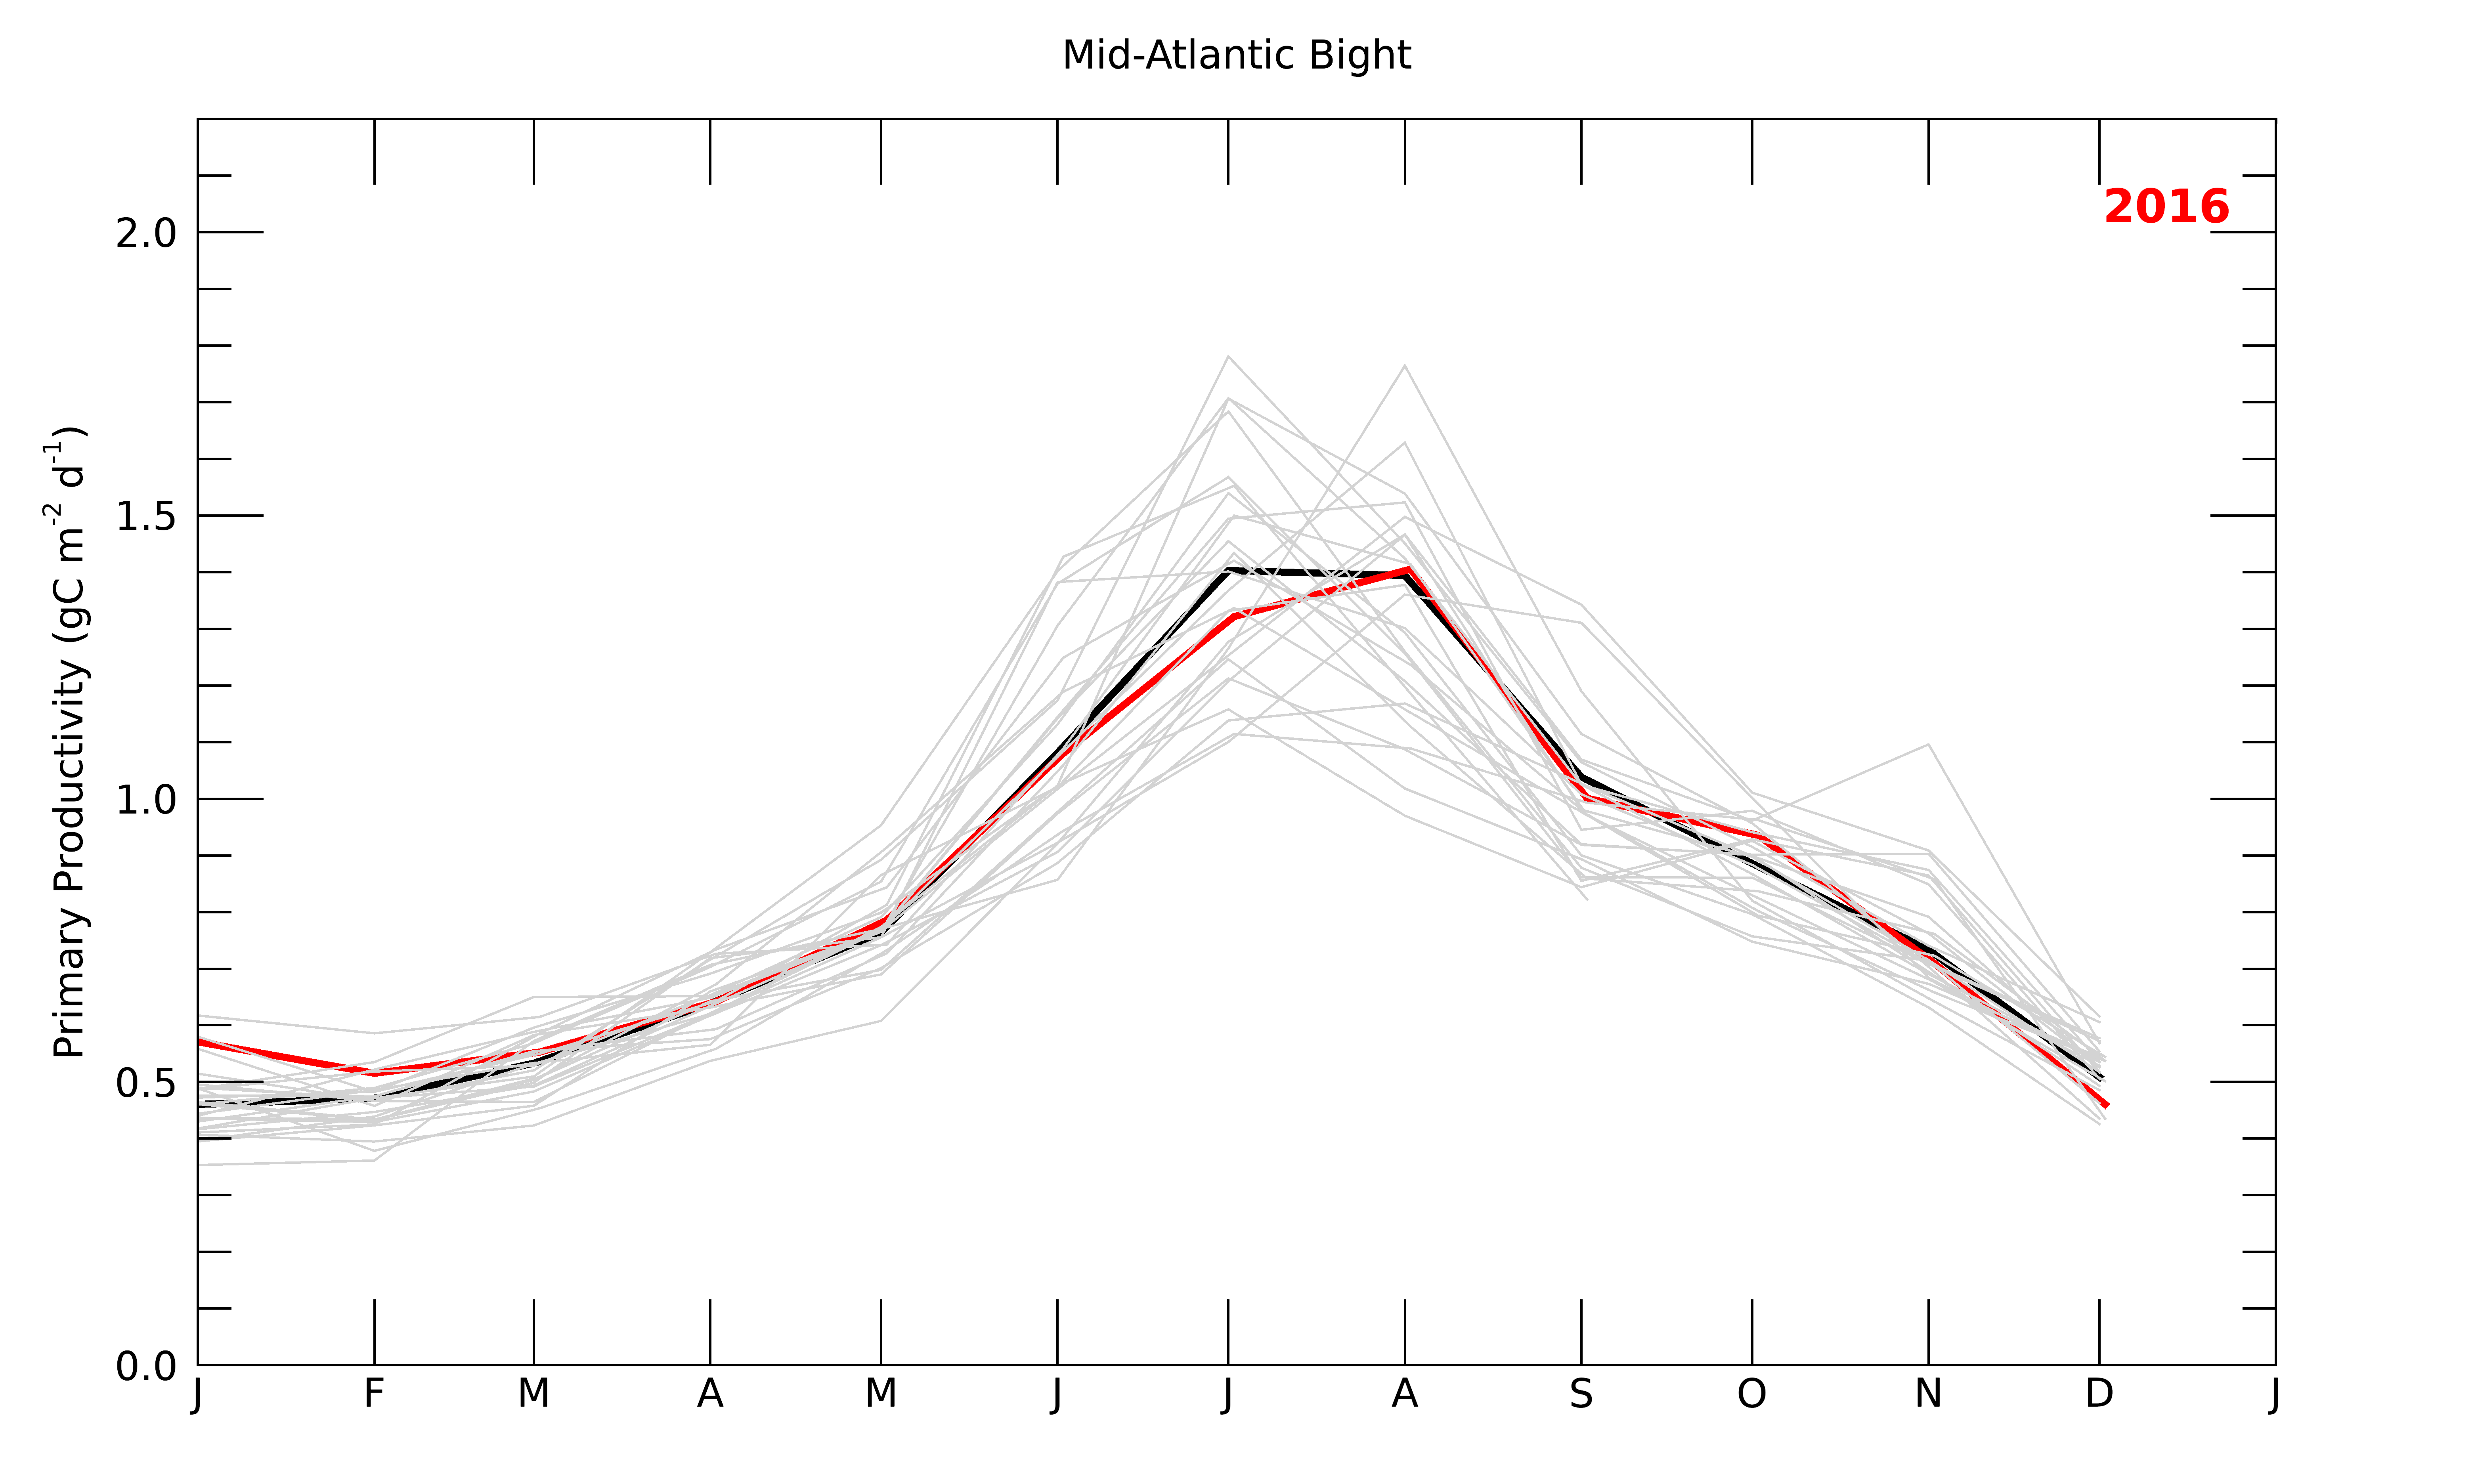 Mid-Atlantic Bight
2016
Primary Productivity (gC m⁻² d⁻¹)
2.0
1.5
1.0
0.5
0.0
J F M A M J J A S O N D J